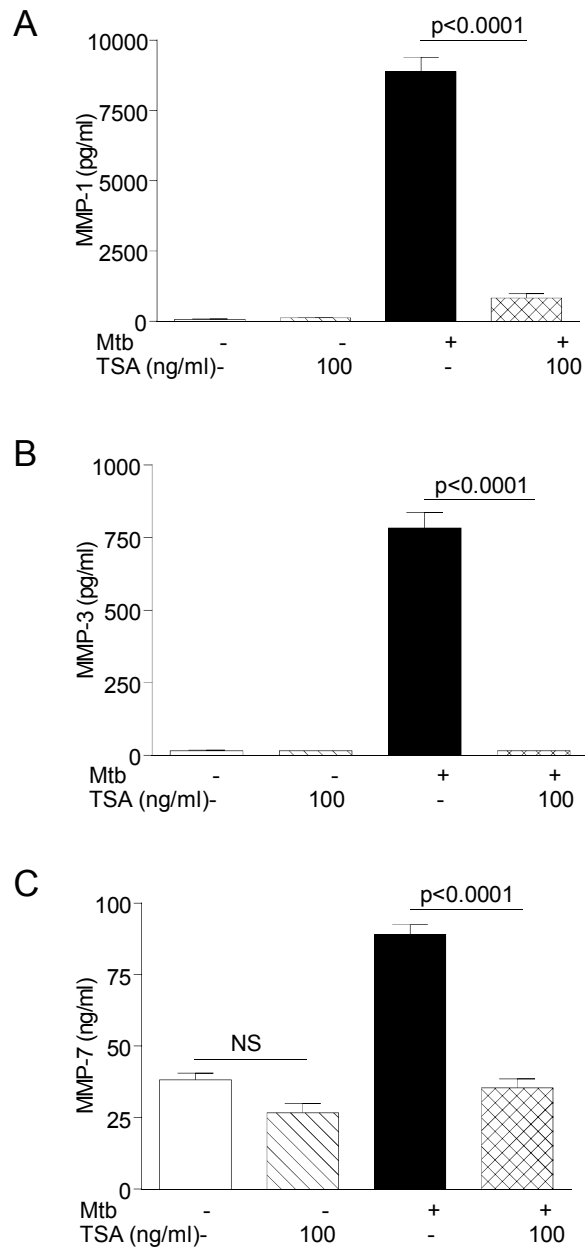 A
p<0.0001
10000
7500
5000
2500
0
MMP-1 (pg/ml)
Mtb - - + +
TSA (ng/ml)- 100 - 100
B
p<0.0001
1000
750
500
250
0
MMP-3 (pg/ml)
Mtb - - + +
TSA (ng/ml)- 100 - 100
C
p<0.0001
NS
100
75
50
25
0
MMP-7 (ng/ml)
Mtb - - + +
TSA (ng/ml)- 100 - 100